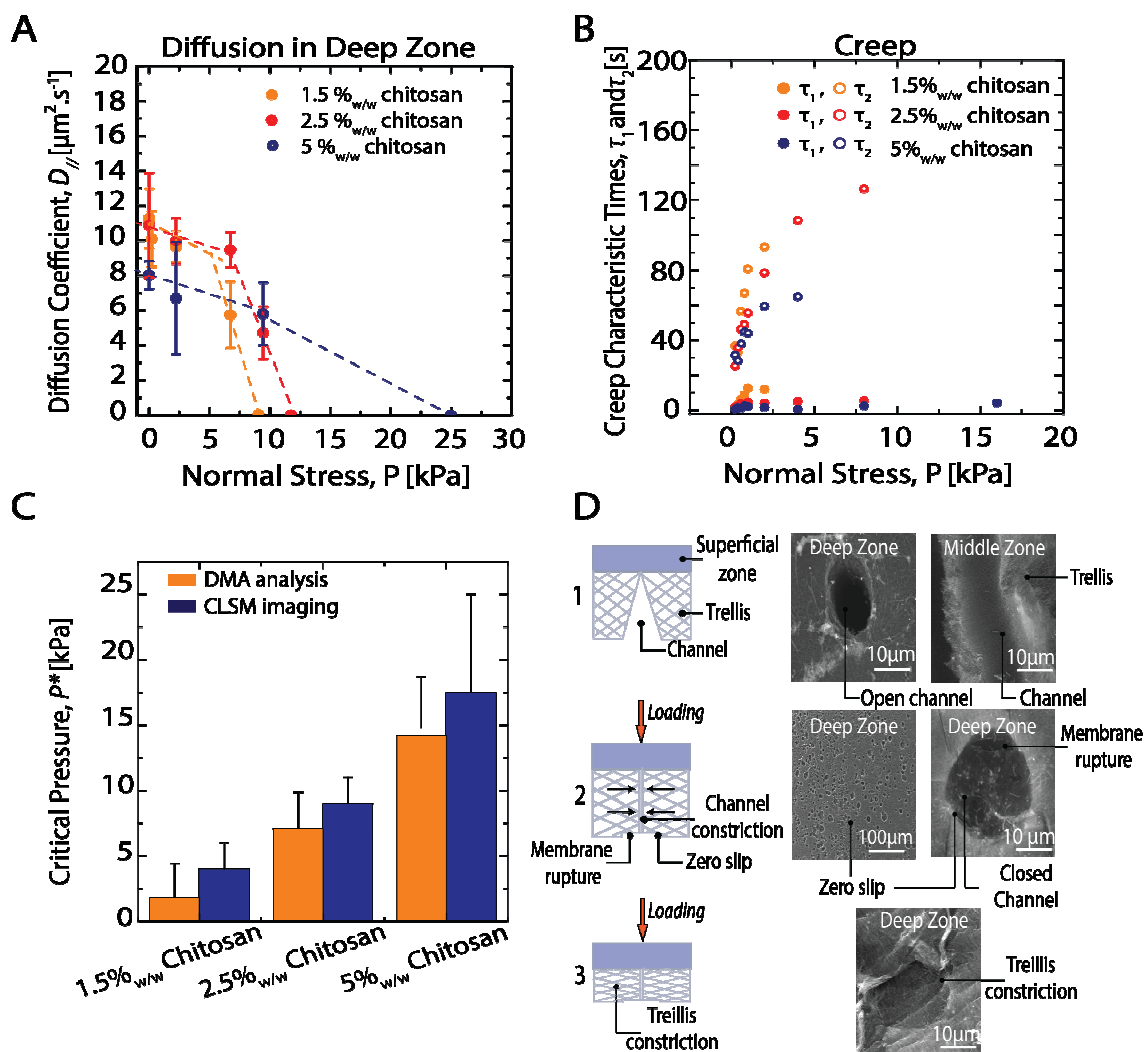 A
Diffusion in Deep Zone
1.5 %w/w chitosan
2.5 %w/w chitosan
5 %w/w chitosan
Diffusion Coefficient, D// [µm².s⁻¹]
16
14
12
10
8
6
4
2
0
0 5 10 15 20 25 30
Normal Stress, P [kPa]
B
Creep
τ1, τ2 1.5%w/w chitosan
τ1, τ2 2.5%w/w chitosan
τ1, τ2 5%w/w chitosan
Creep Characteristic Times, τ1 and τ2[s]
200
160
120
80
40
0
0 5 10 15 20
Normal Stress, P [kPa]
C
DMA analysis
CLSM imaging
Critical Pressure, P* [kPa]
25
20
15
10
5
0
1.5%w/w Chitosan
2.5%w/w Chitosan
5%w/w Chitosan
D
1
Superficial
zone
Trellis
Channel
Deep Zone
10µm
Open channel
Middle Zone
10µm
Trellis
Channel
2
Loading
Channel
constriction
Membrane
rupture
Zero slip
Deep Zone
100µm
Zero slip
Deep Zone
10 µm
Membrane
rupture
Closed
Channel
3
Loading
Treillis
constriction
Deep Zone
10µm
Treillis
constriction